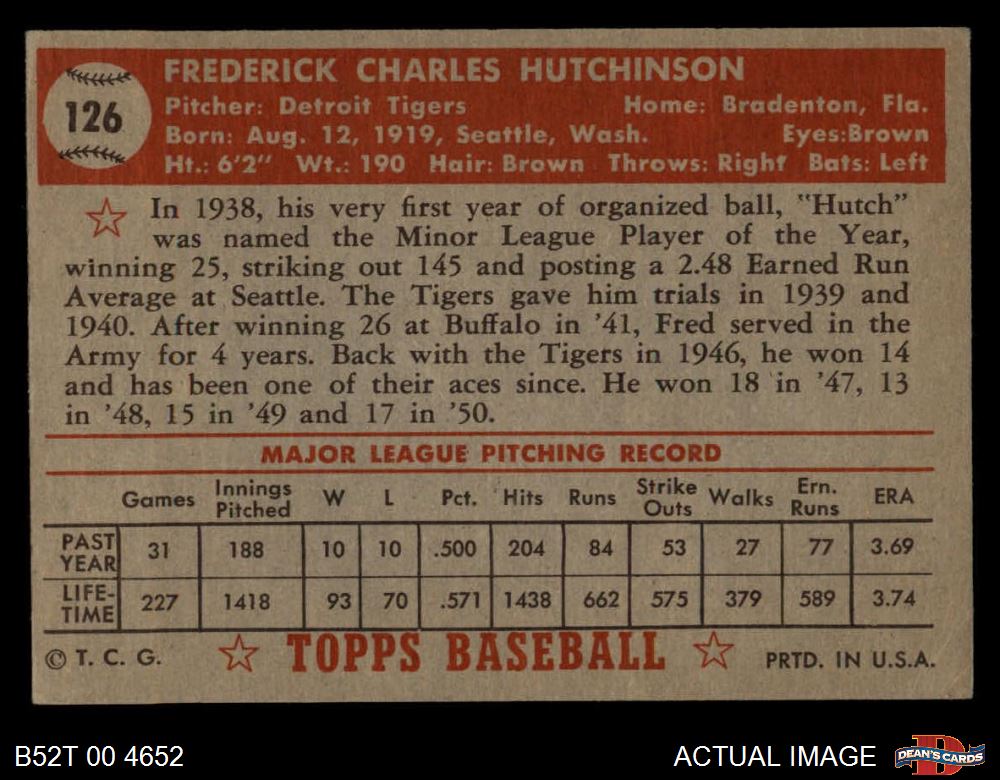 126
FREDERICK CHARLES HUTCHINSON
Pitcher: Detroit Tigers Home: Bradenton, Fla.
Born: Aug. 12, 1919, Seattle, Wash. Eyes:Brown
Ht.: 6'2" Wt.: 190 Hair: Brown Throws: Right Bats: Left
In 1938, his very first year of organized ball, "Hutch"
was named the Minor League Player of the Year,
winning 25, striking out 145 and posting a 2.48 Earned Run
Average at Seattle. The Tigers gave him trials in 1939 and
1940. After winning 26 at Buffalo in '41, Fred served in the
Army for 4 years. Back with the Tigers in 1946, he won 14
and has been one of their aces since. He won 18 in '47, 13
in '48, 15 in '49 and 17 in '50.
MAJOR LEAGUE PITCHING RECORD
Games Innings Pitched W L Pct. Hits Runs Strike Outs Walks Ern. Runs ERA
PAST YEAR 31 188 10 10 .500 204 84 53 27 77 3.69
LIFE-TIME 227 1418 93 70 .571 1438 662 575 379 589 3.74
© T. C. G. TOPPS BASEBALL PRTD. IN U.S.A.
B52T 00 4652 ACTUAL IMAGE DEAN'S CARDS